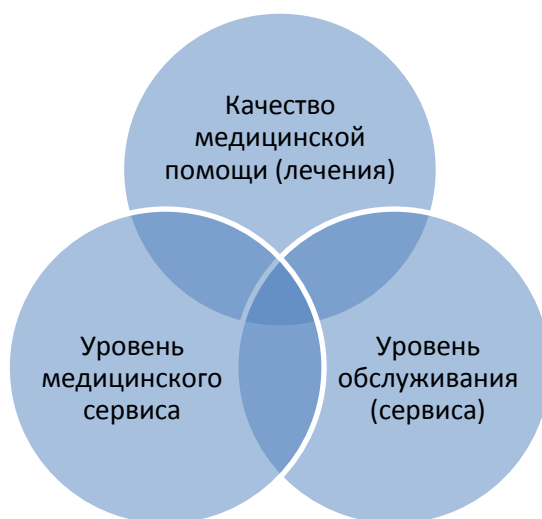 Качество
медицинской
помощи (лечения)
Уровень
медицинского
сервиса
Уровень
обслуживания
(сервиса)